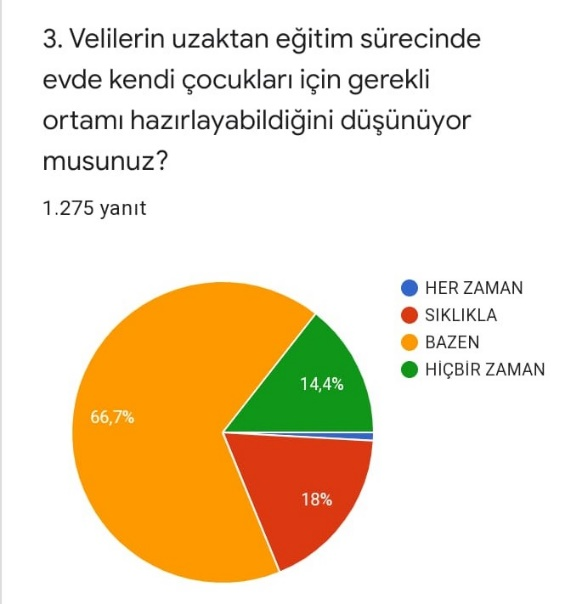 3. Velilerin uzaktan eğitim sürecinde
evde kendi çocukları için gerekli
ortamı hazırlayabildiğini düşünüyor
musunuz?
1.275 yanıt
HER ZAMAN
SIKLIKLA
BAZEN
HİÇBİR ZAMAN
14,4%
66,7%
18%